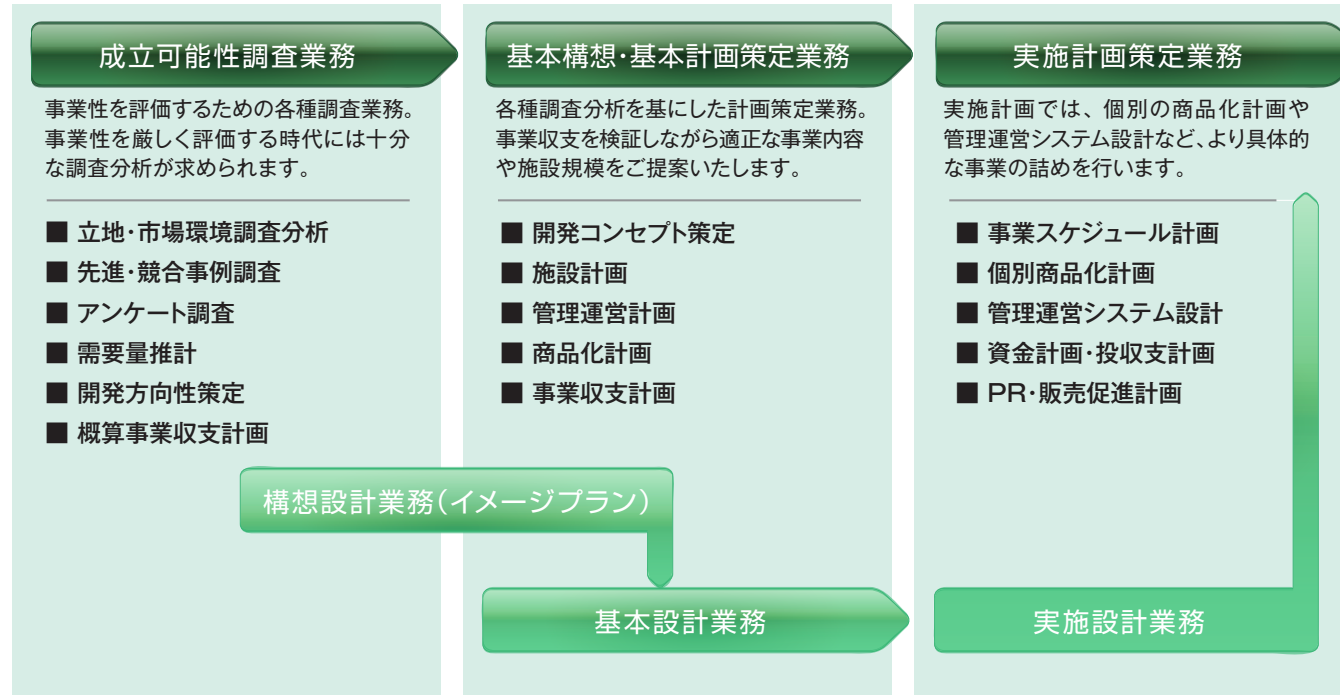 成立可能性調査業務
事業性を評価するための各種調査業務。
事業性を厳しく評価する時代には十分
な調査分析が求められます。
■ 立地・市場環境調査分析
■ 先進・競合事例調査
■ アンケート調査
■ 需要量推計
■ 開発方向性策定
■ 概算事業収支計画
基本構想・基本計画策定業務
各種調査分析を基にした計画策定業務。
事業収支を検証しながら適正な事業内容
や施設規模をご提案いたします。
■ 開発コンセプト策定
■ 施設計画
■ 管理運営計画
■ 商品化計画
■ 事業収支計画
実施計画策定業務
実施計画では、個別の商品化計画や
管理運営システム設計など、より具体的
な事業の詰めを行います。
■ 事業スケジュール計画
■ 個別商品化計画
■ 管理運営システム設計
■ 資金計画・投収支計画
■ PR・販売促進計画
構想設計業務（イメージプラン）
基本設計業務
実施設計業務